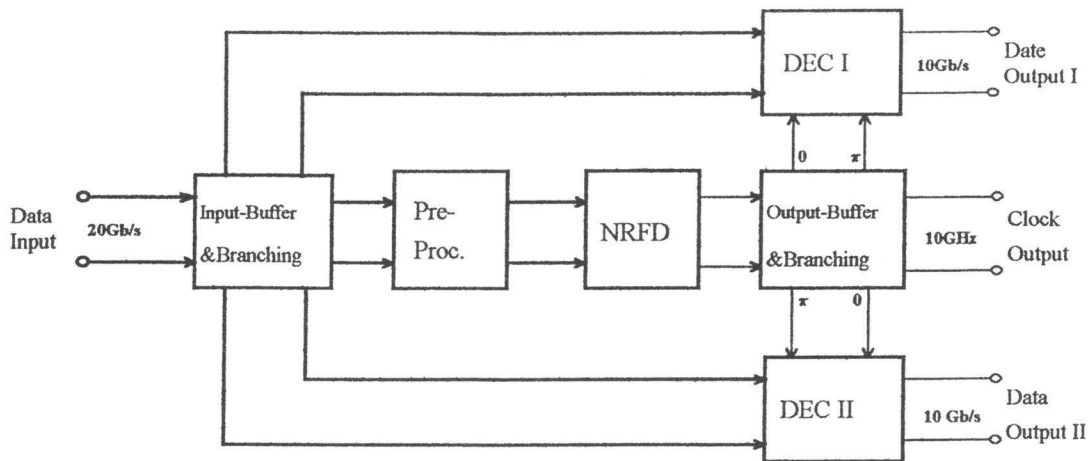 DEC I
10Gb/s
Date
Output I
0
π
Data
Input
20Gb/s
Input-Buffer
&Branching
Pre-
Proc.
NRFD
Output-Buffer
&Branching
10GHz
Clock
Output
π
0
DEC II
10 Gb/s
Data
Output II